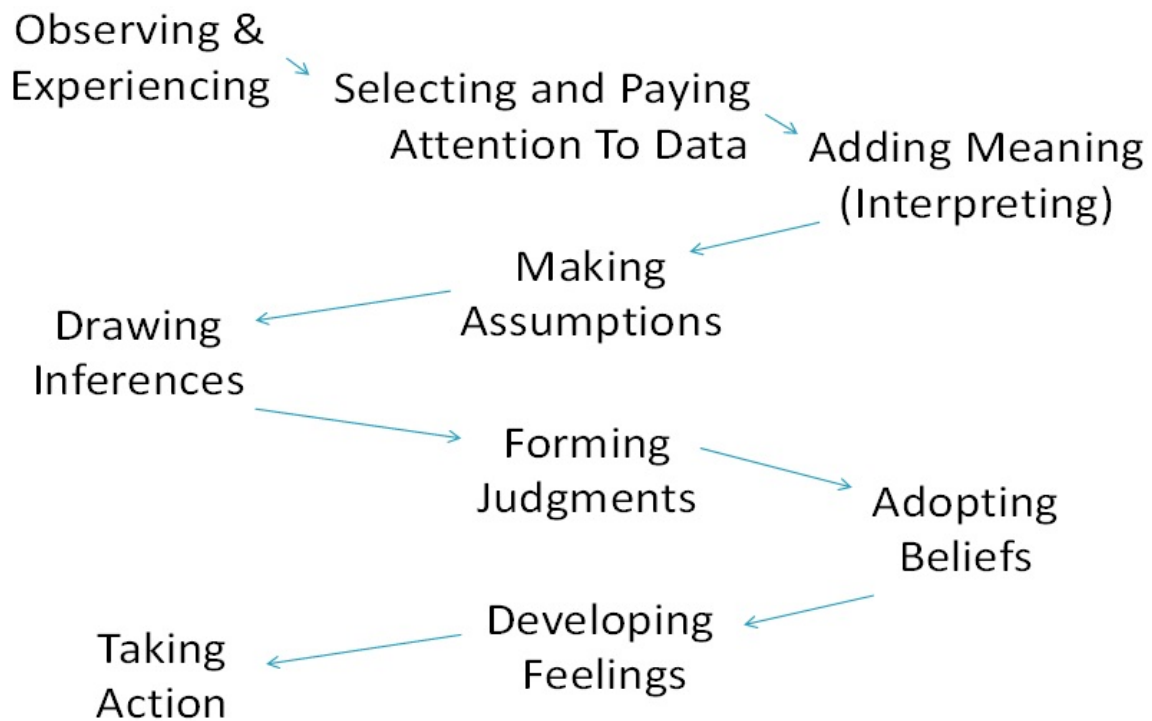 Observing &
Experiencing
Selecting and Paying
Attention To Data
Adding Meaning
(Interpreting)
Making
Assumptions
Drawing
Inferences
Forming
Judgments
Adopting
Beliefs
Developing
Feelings
Taking
Action